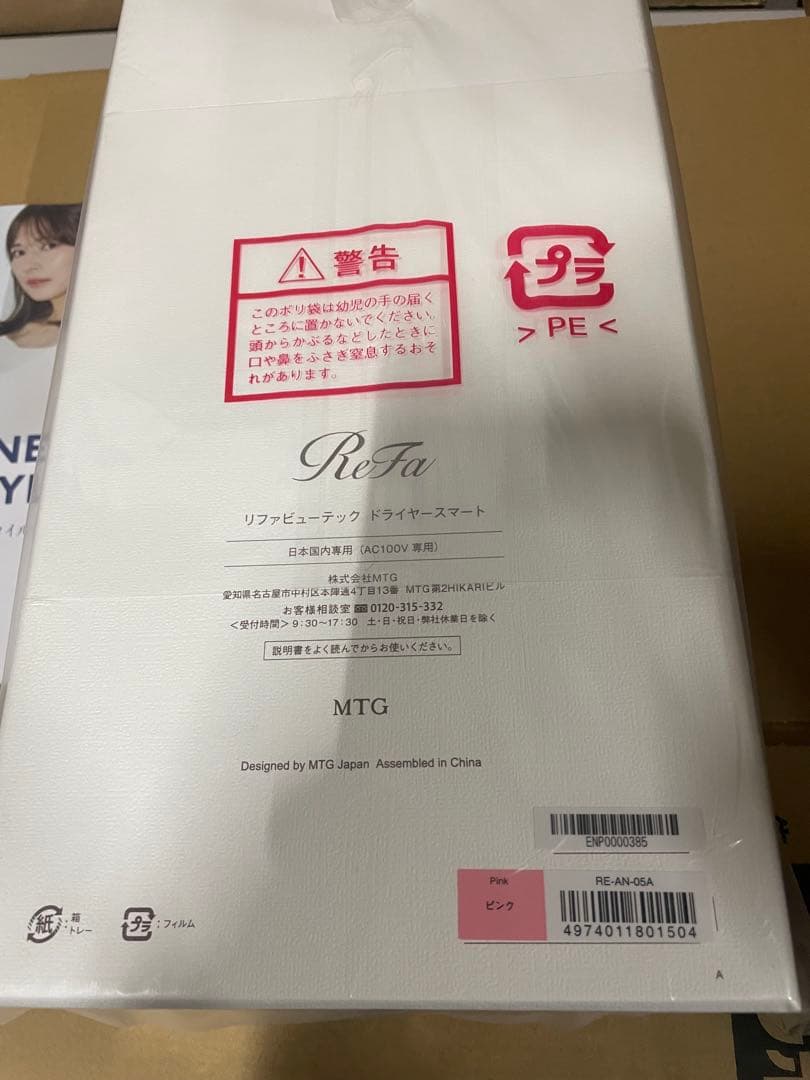 警告
このポリ袋は幼児の手の届く
ところに置かないでください。
頭からかぶるなどしたときに
口や鼻をふさぎ窒息するおそ
れがあります。
プラ
> PE <
ReFa
リファビューテック ドライヤースマート
日本国内専用（AC100V 専用）
株式会社MTG
愛知県名古屋市中村区本陣通4丁目13番 MTG第2HIKARIビル
お客様相談室 0120-315-332
＜受付時間＞9:30〜17:30 土・日・祝日・弊社休業日を除く
説明書をよく読んでからお使いください。
MTG
Designed by MTG Japan Assembled in China
ENP0000385
Pink
ピンク
RE-AN-05A
4974011801504
紙：箱
トレー
プラ：フィルム
A